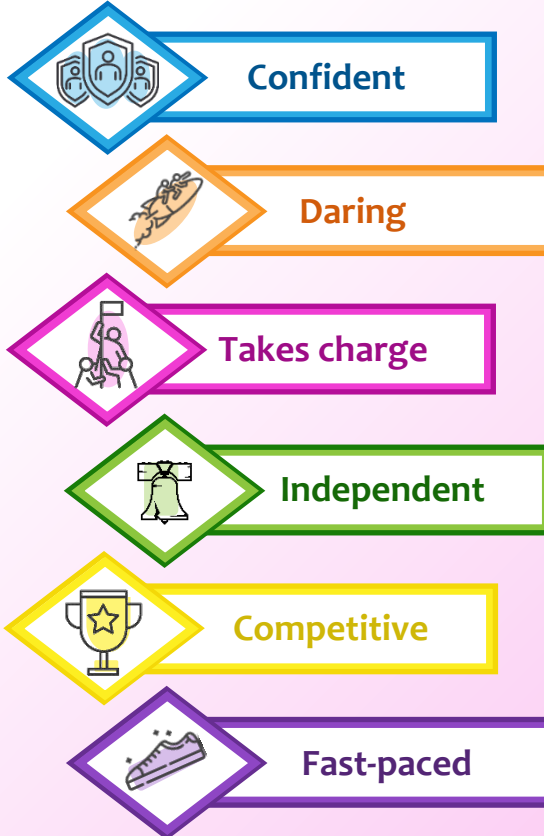 Confident
Daring
Takes charge
Independent
Competitive
Fast-paced